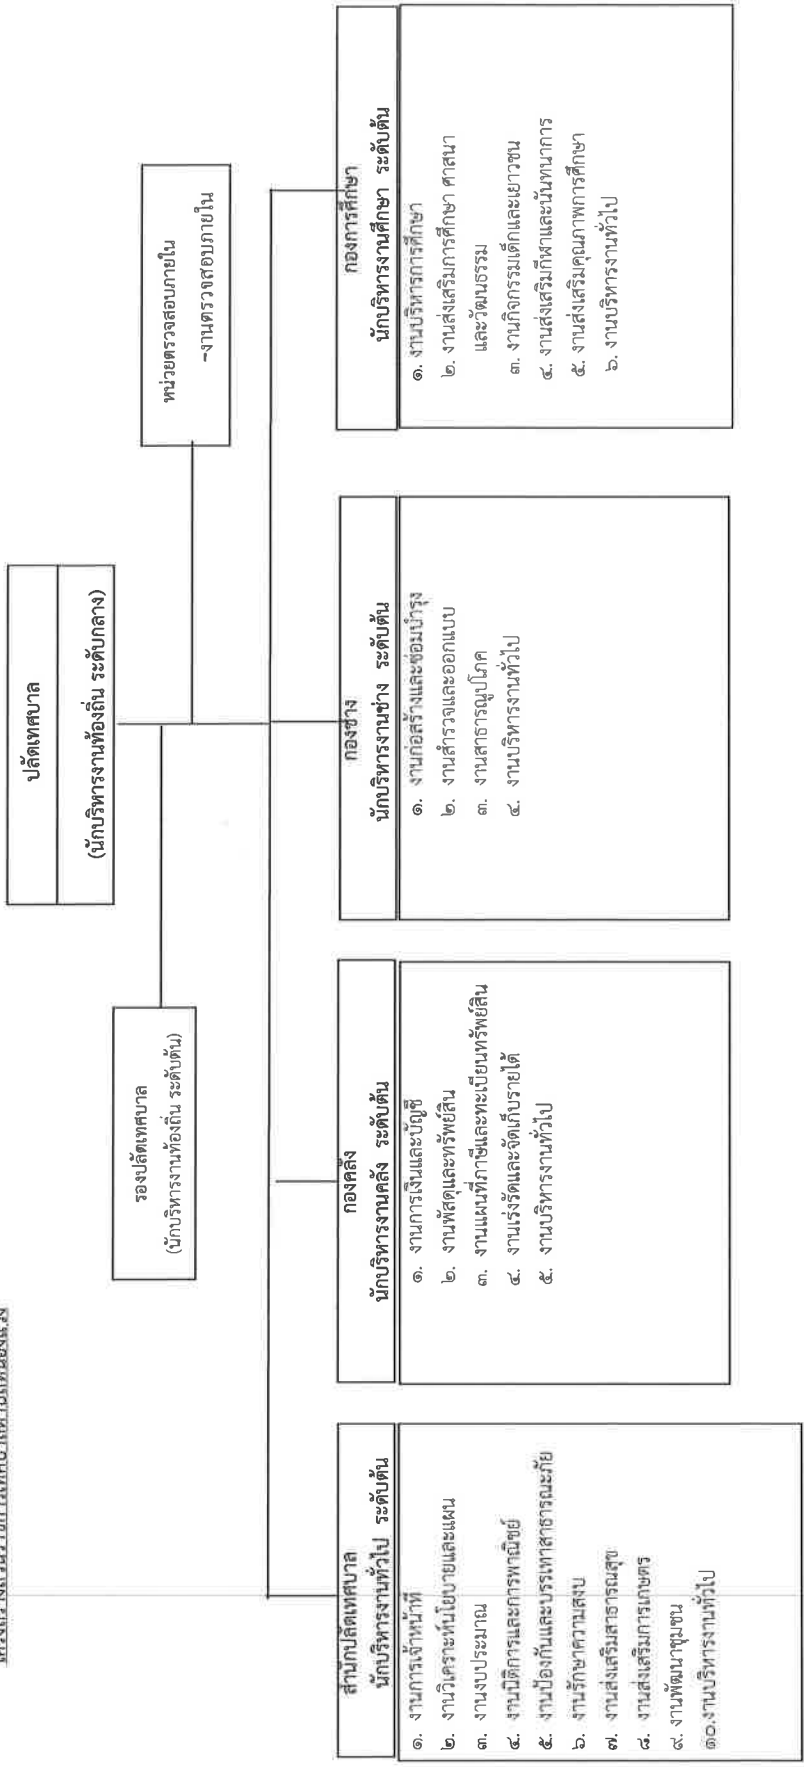 ปลัดเทศบาล
(นักบริหารงานท้องถิ่น ระดับกลาง)
รองปลัดเทศบาล
(นักบริหารงานท้องถิ่น ระดับต้น)
หน่วยตรวจสอบภายใน
-งานตรวจสอบภายใน
สำนักปลัดเทศบาล
นักบริหารงานทั่วไป ระดับต้น
๑. งานการเจ้าหน้าที่
๒. งานวิเคราะห์นโยบายและแผน
๓. งานงบประมาณ
๔. งานนิติการและการพาณิชย์
๕. งานป้องกันและบรรเทาสาธารณะภัย
๖. งานรักษาความสงบ
๗. งานส่งเสริมสาธารณสุข
๘. งานส่งเสริมการเกษตร
๙. งานพัฒนาชุมชน
๑๐.งานบริหารงานทั่วไป
กองคลัง
นักบริหารงานคลัง ระดับต้น
๑. งานการเงินและบัญชี
๒. งานพัสดุและทรัพย์สิน
๓. งานแผนที่ภาษีและทะเบียนทรัพย์สิน
๔. งานเร่งรัดและจัดเก็บรายได้
๕. งานบริหารงานทั่วไป
กองช่าง
นักบริหารงานช่าง ระดับต้น
๑. งานก่อสร้างและซ่อมบำรุง
๒. งานสำรวจและออกแบบ
๓. งานสาธารณูปโภค
๔. งานบริหารงานทั่วไป
กองการศึกษา
นักบริหารงานศึกษา ระดับต้น
๑. งานบริหารการศึกษา
๒. งานส่งเสริมการศึกษา ศาสนา
และวัฒนธรรม
๓. งานกิจกรรมเด็กและเยาวชน
๔. งานส่งเสริมกีฬาและนันทนาการ
๕. งานส่งเสริมคุณภาพการศึกษา
๖. งานบริหารงานทั่วไป